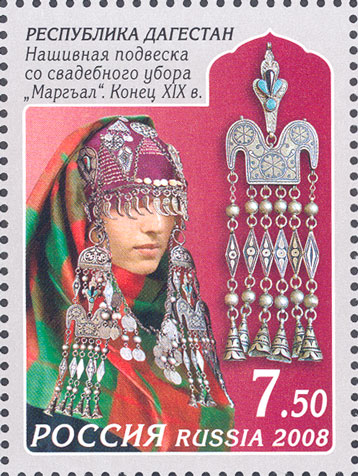 РЕСПУБЛИКА ДАГЕСТАН
Нашивная подвеска
со свадебного убора
„Маргъал“. Конец XIX в.
7.50
РОССИЯ RUSSIA 2008